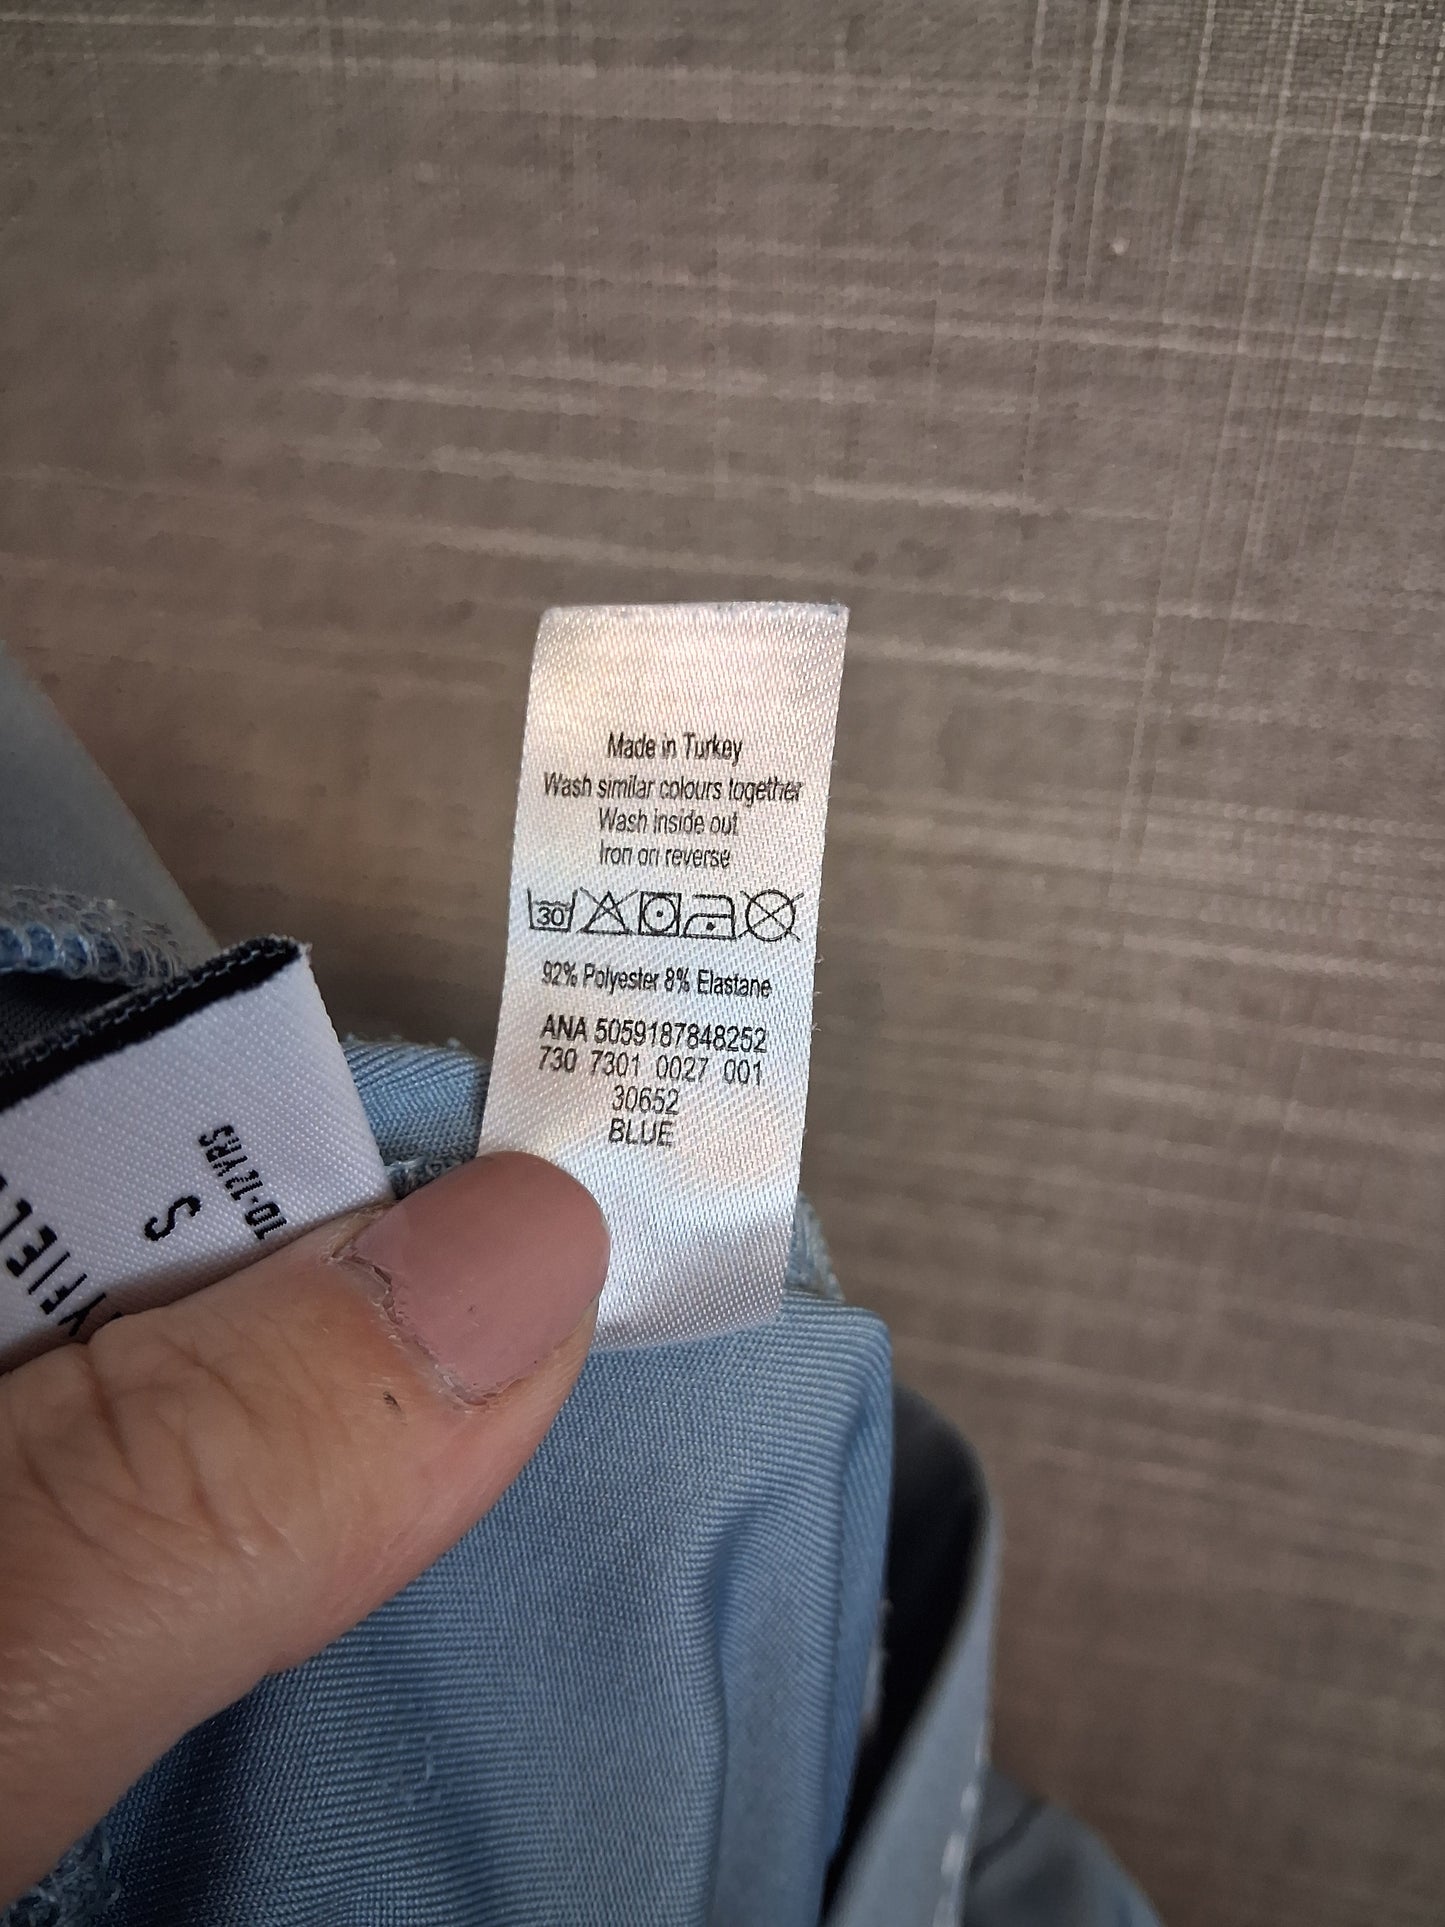 Made in Turkey
Wash similar colours together
Wash inside out
Iron on reverse
30
92% Polyester 8% Elastane
ANA 5059187848252
730 7301 0027 001
30652
BLUE
10-12YRS
S